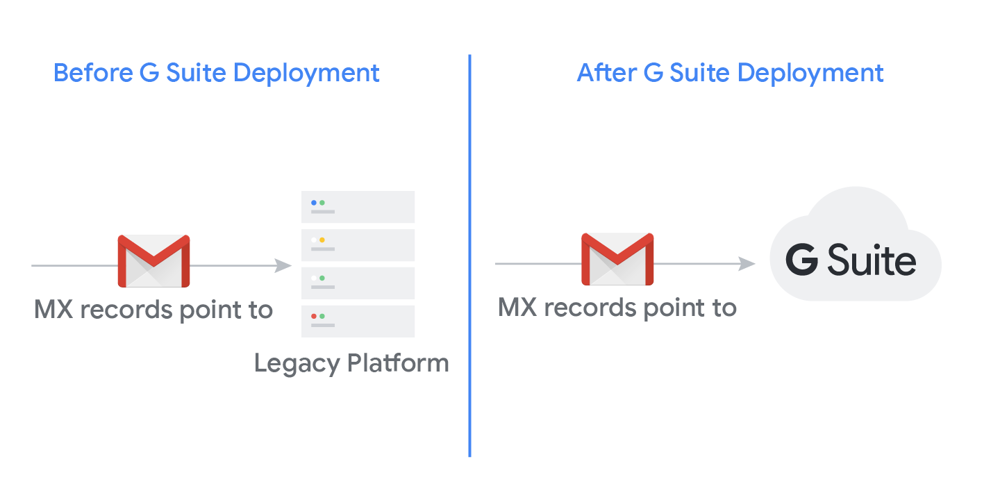 Before G Suite Deployment
MX records point to
Legacy Platform
After G Suite Deployment
MX records point to
G Suite